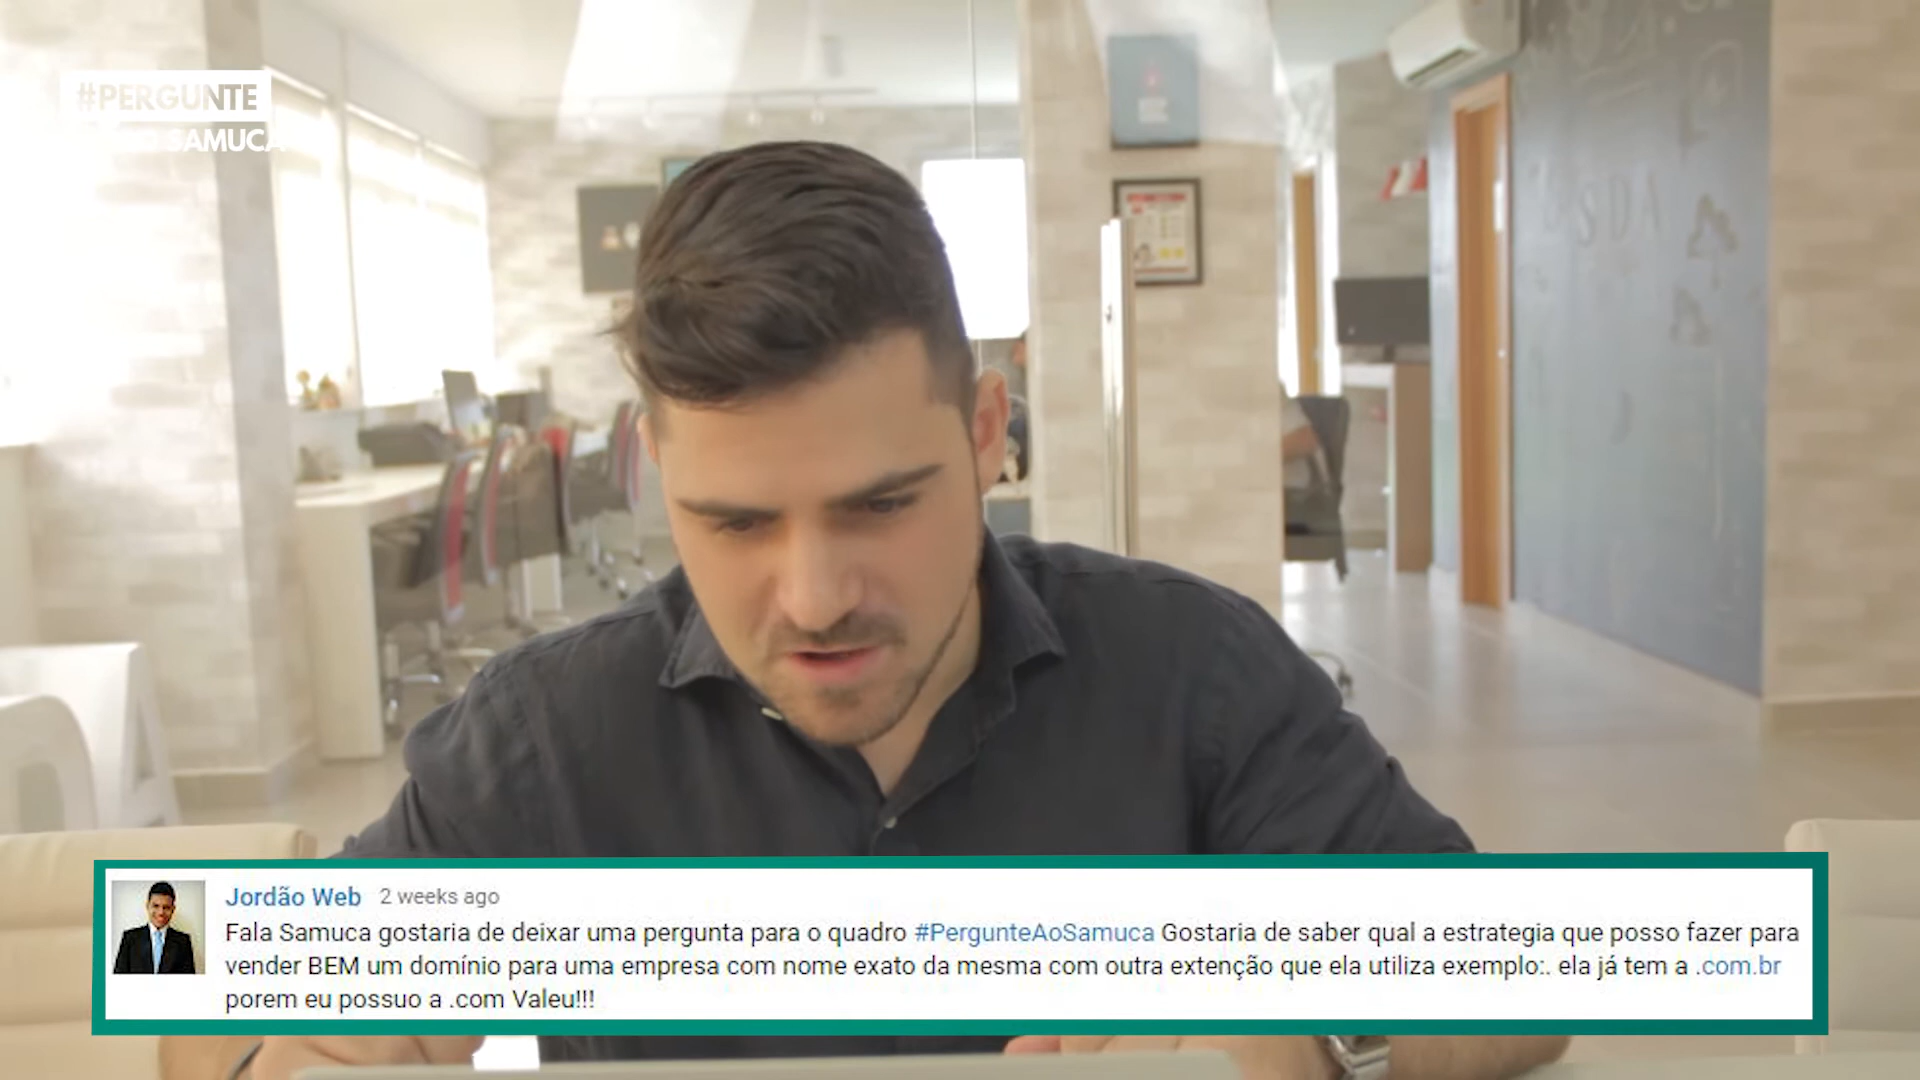 #PERGUNTE
AO SAMUCA
SDA
Jordão Web 2 weeks ago
Fala Samuca gostaria de deixar uma pergunta para o quadro #PergunteAoSamuca Gostaria de saber qual a estrategia que posso fazer para
vender BEM um domínio para uma empresa com nome exato da mesma com outra extenção que ela utiliza exemplo:. ela já tem a .com.br
porem eu possuo a .com Valeu!!!